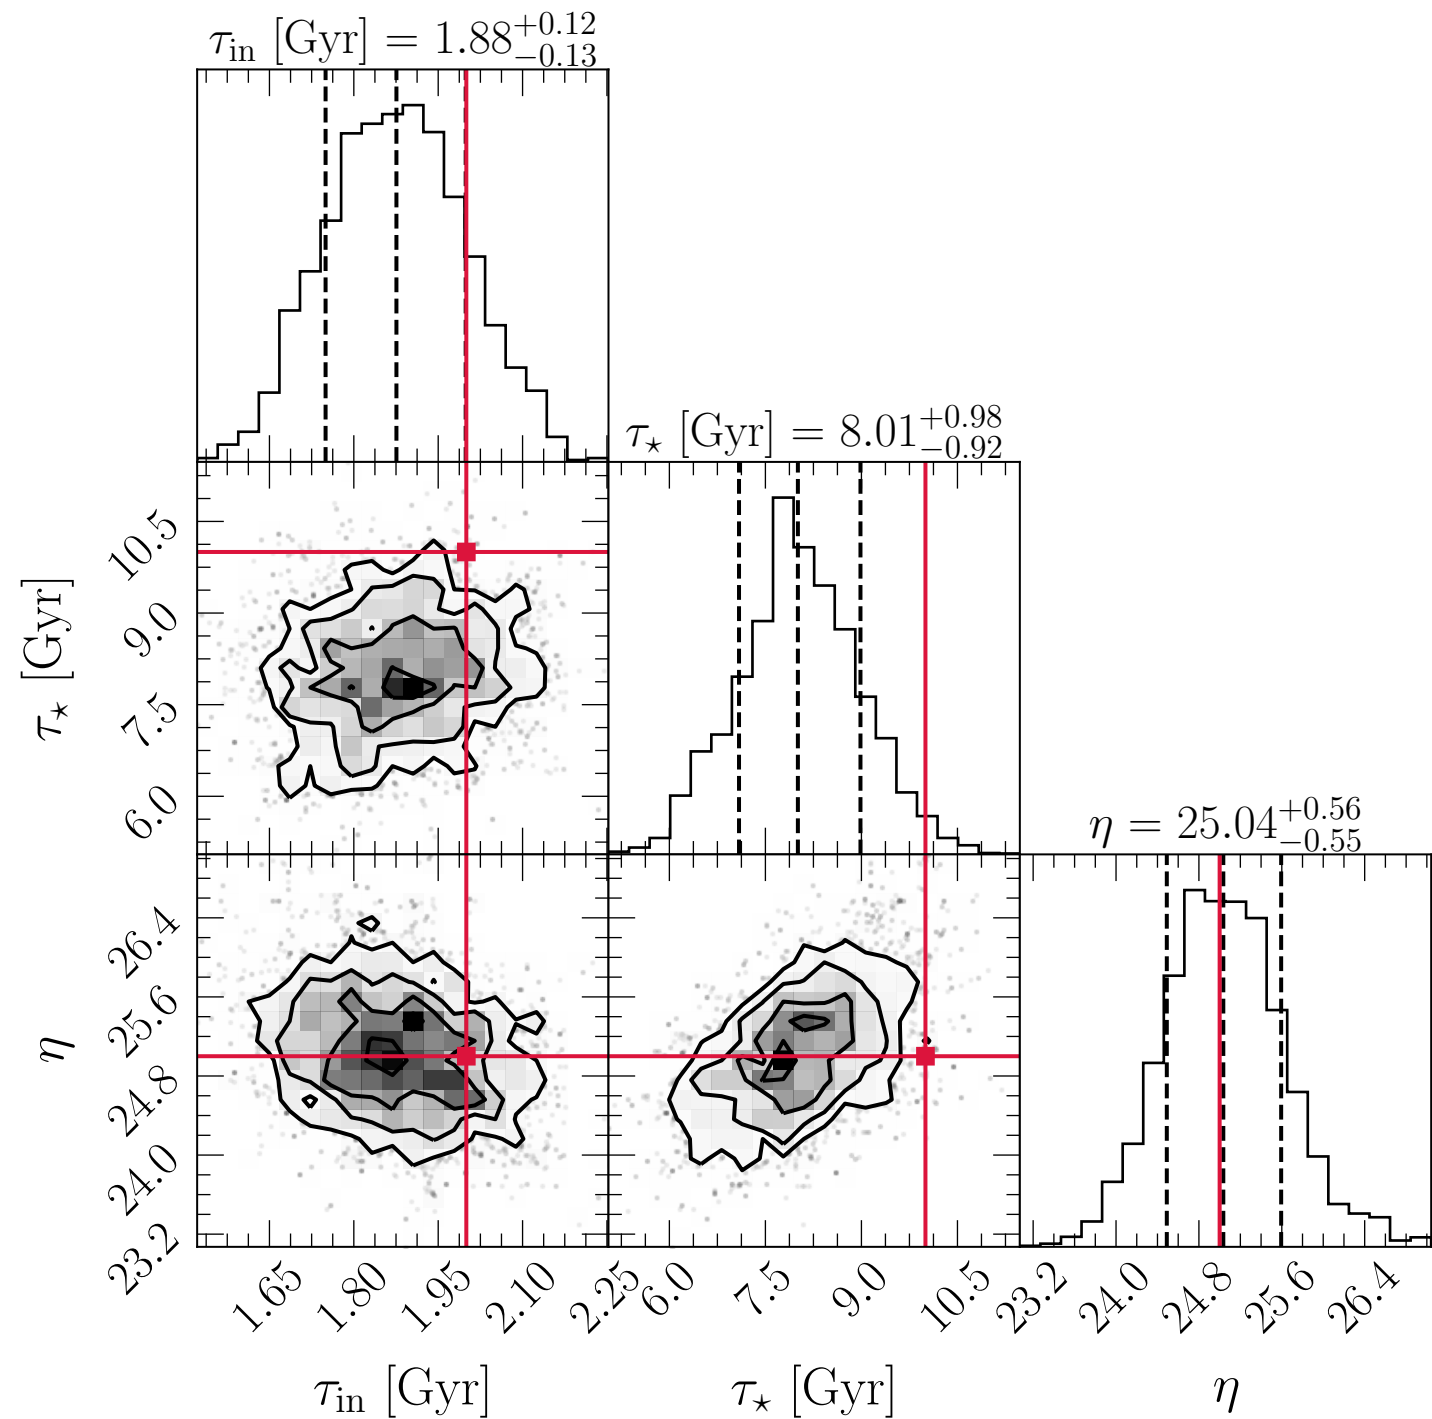 τ_in [Gyr] = 1.88^{+0.12}_{−0.13}
τ_⋆ [Gyr] = 8.01^{+0.98}_{−0.92}
η = 25.04^{+0.56}_{−0.55}
τ_⋆ [Gyr]
10.5
9.0
7.5
6.0
η
26.4
25.6
24.8
24.0
23.2
1.65 1.80 1.95 2.10 2.25
6.0 7.5 9.0 10.5
23.2 24.0 24.8 25.6 26.4
τ_in [Gyr]
τ_⋆ [Gyr]
η